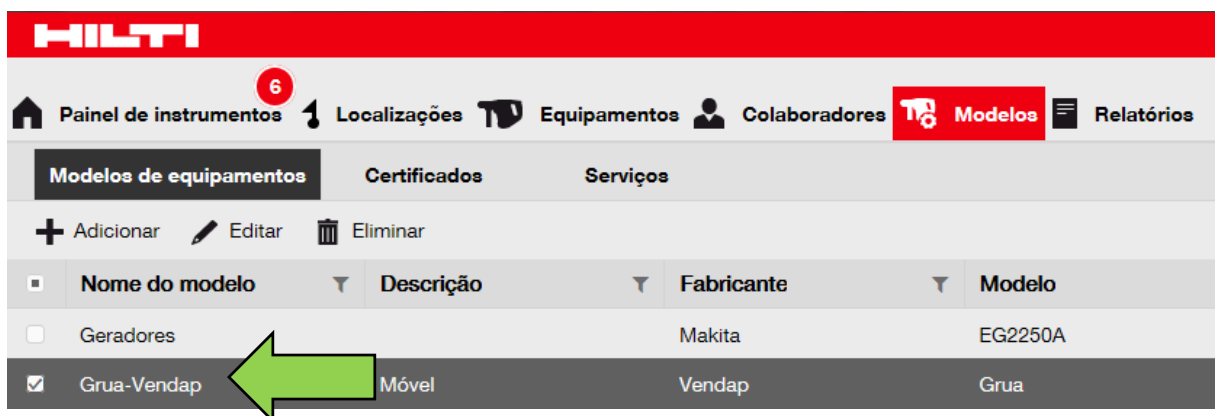 HILTI
6
Painel de instrumentos Localizações Equipamentos Colaboradores Modelos Relatórios
Modelos de equipamentos Certificados Serviços
Adicionar Editar Eliminar
Nome do modelo Descrição Fabricante Modelo
Geradores Makita EG2250A
Grua-Vendap Móvel Vendap Grua